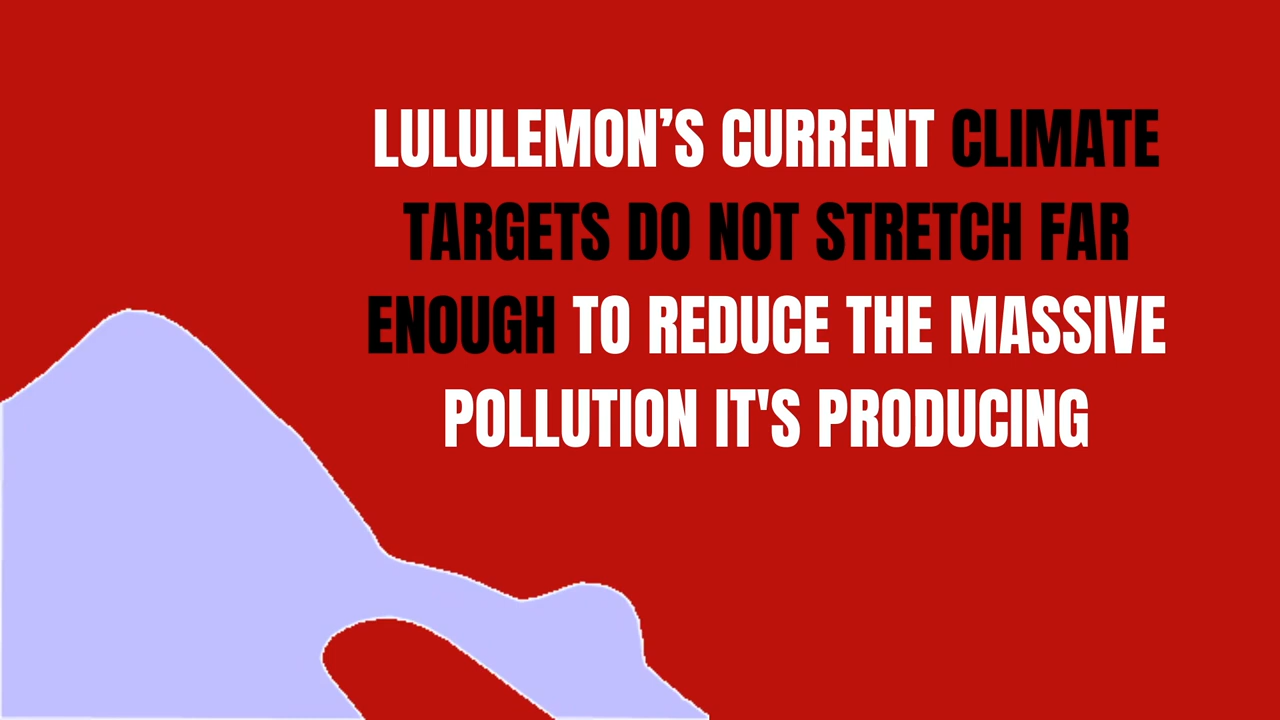 LULULEMON’S CURRENT CLIMATE
TARGETS DO NOT STRETCH FAR
ENOUGH TO REDUCE THE MASSIVE
POLLUTION IT'S PRODUCING